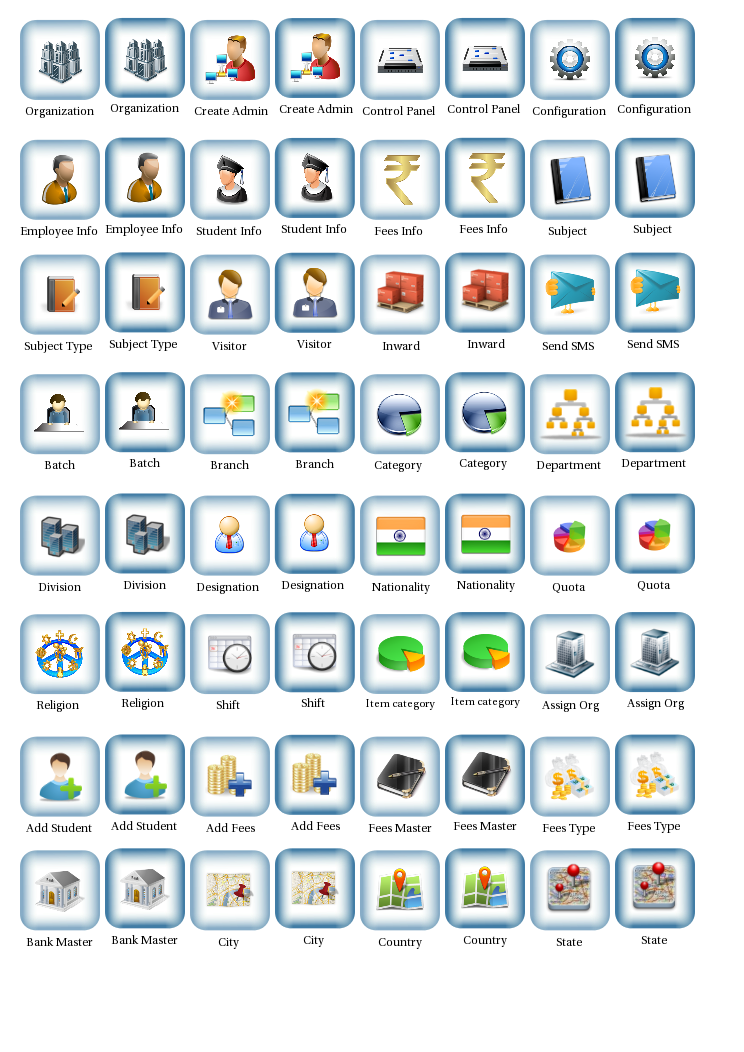 Organization Organization Create Admin Create Admin Control Panel Control Panel Configuration Configuration
Employee Info Employee Info Student Info Student Info Fees Info Fees Info Subject Subject
Subject Type Subject Type Visitor Visitor Inward Inward Send SMS Send SMS
Batch Batch Branch Branch Category Category Department Department
Division Division Designation Designation Nationality Nationality Quota Quota
Religion Religion Shift Shift Item category Item category Assign Org Assign Org
Add Student Add Student Add Fees Add Fees Fees Master Fees Master Fees Type Fees Type
Bank Master Bank Master City City Country Country State State